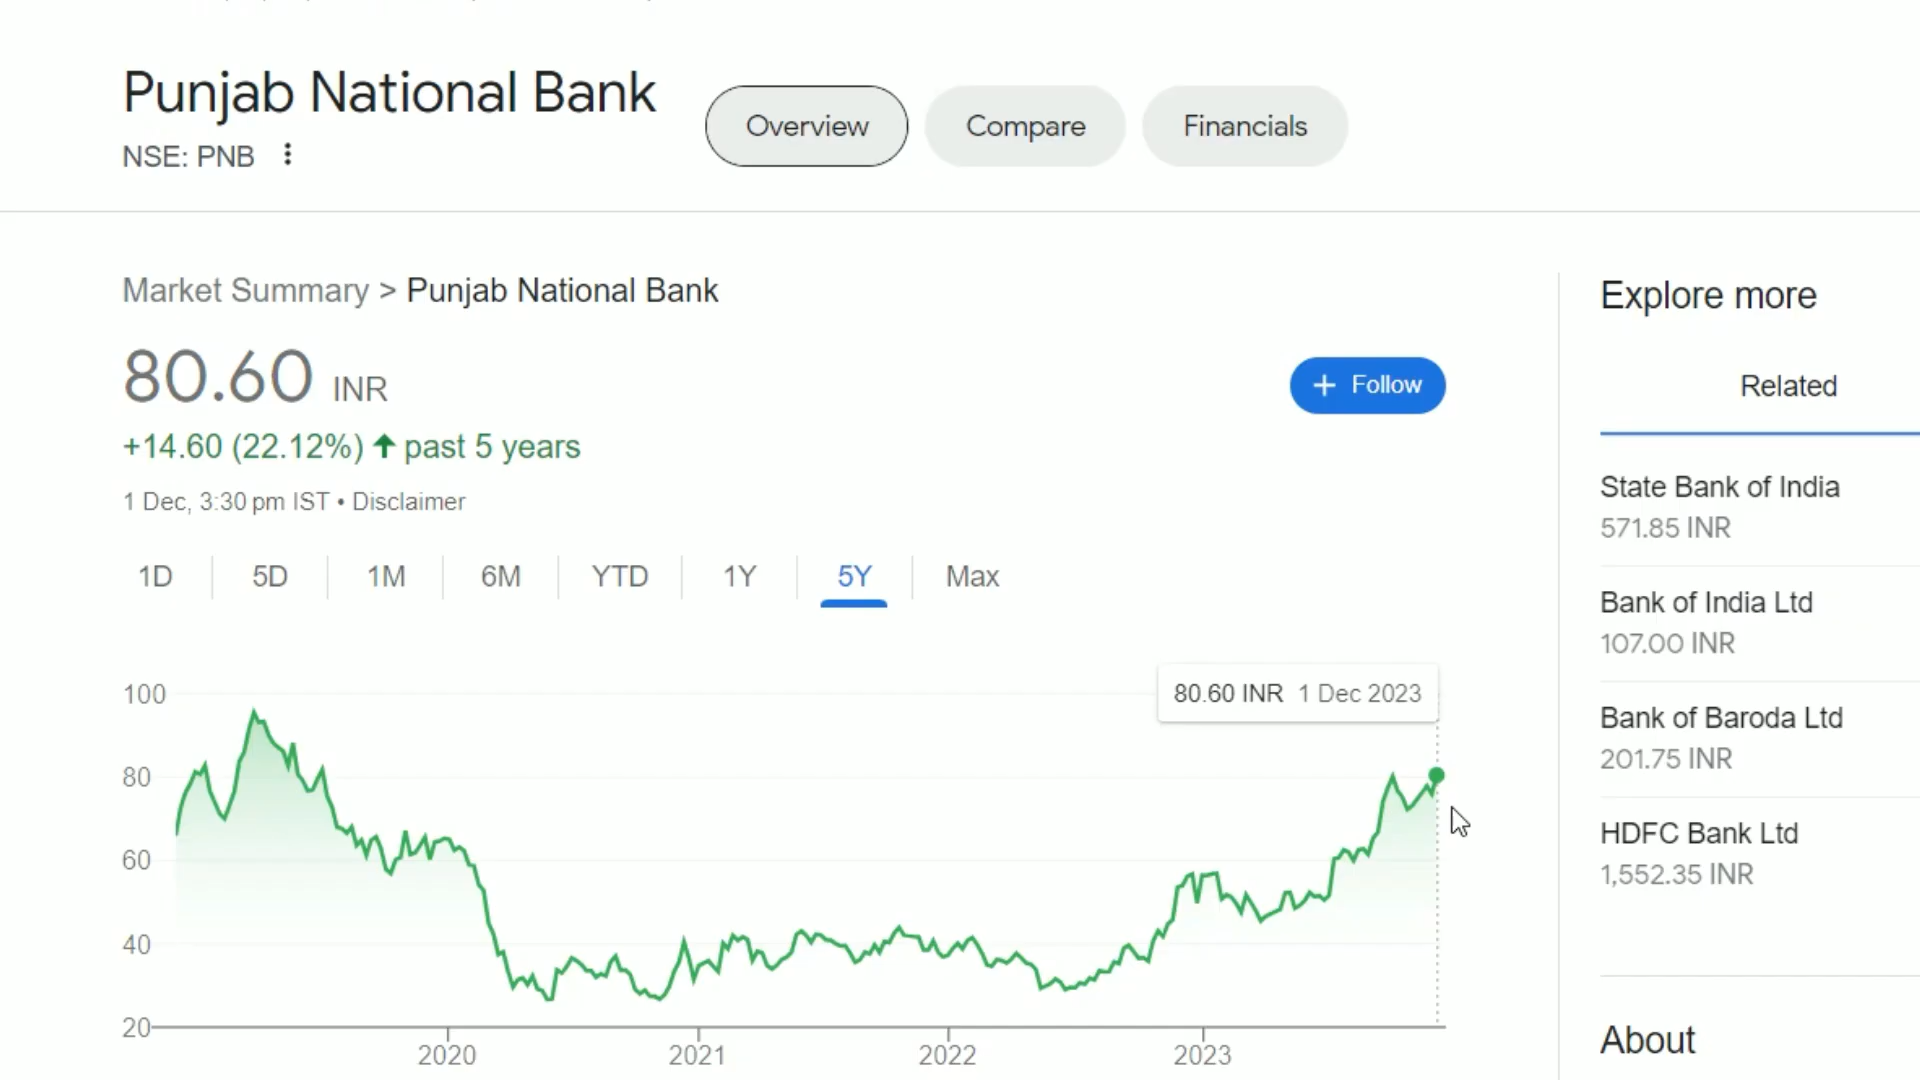 Punjab National Bank
NSE: PNB
Overview
Compare
Financials
Market Summary > Punjab National Bank
80.60 INR
+ Follow
+14.60 (22.12%) ↑ past 5 years
1 Dec, 3:30 pm IST • Disclaimer
1D 5D 1M 6M YTD 1Y 5Y Max
80.60 INR 1 Dec 2023
100
80
60
40
20
2020 2021 2022 2023
Explore more
Related
State Bank of India
571.85 INR
Bank of India Ltd
107.00 INR
Bank of Baroda Ltd
201.75 INR
HDFC Bank Ltd
1,552.35 INR
About